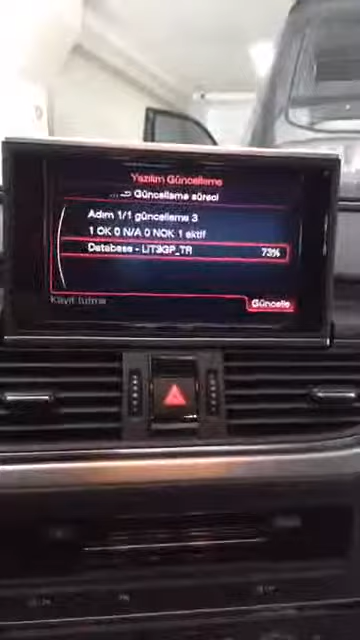 Yazılım Güncelleme
Güncelleme süreci
Adım 1/1 güncelleme 3
1 OK 0 N/A 0 NOK 1 aktif
Database - LIT3GP_TR 73%
Kayıt tutma
Güncelle